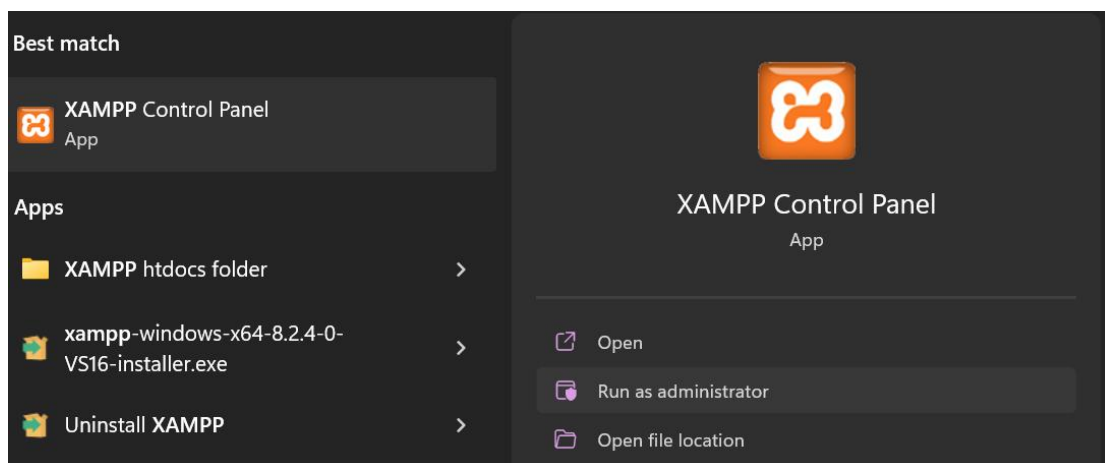 Best match
XAMPP Control Panel
App
Apps
XAMPP htdocs folder
xampp-windows-x64-8.2.4-0-
VS16-installer.exe
Uninstall XAMPP
XAMPP Control Panel
App
Open
Run as administrator
Open file location